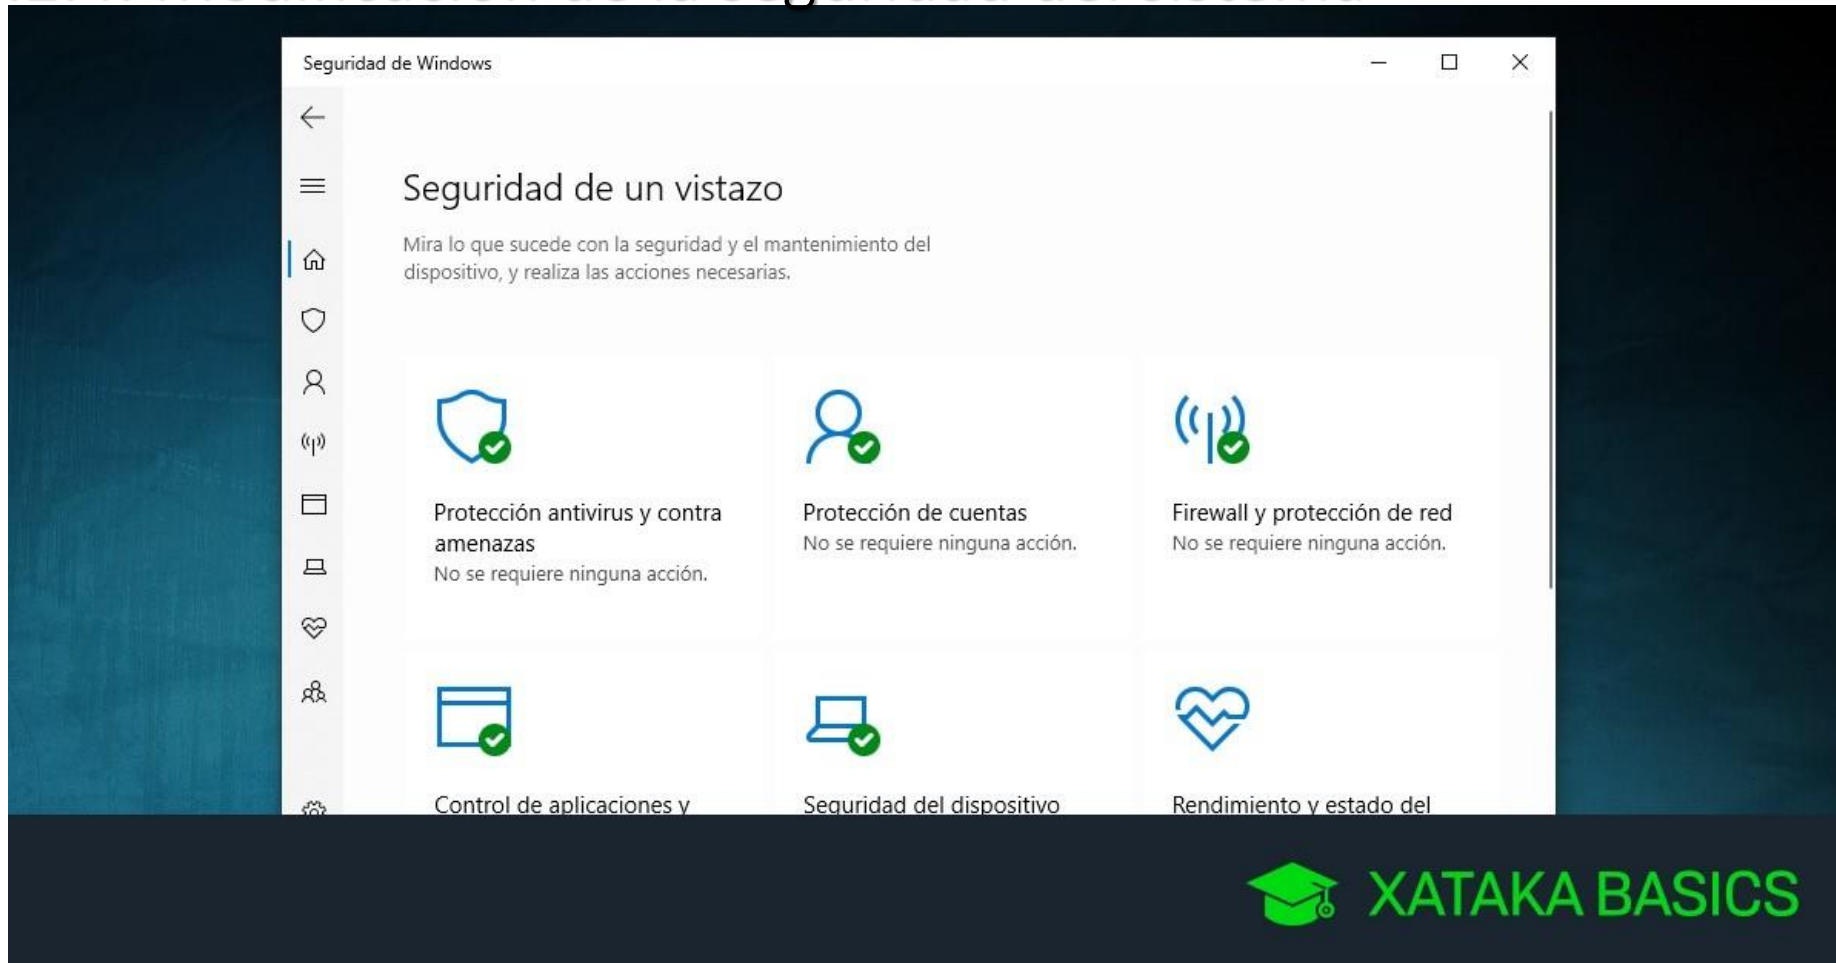 Seguridad de Windows
Seguridad de un vistazo
Mira lo que sucede con la seguridad y el mantenimiento del
dispositivo, y realiza las acciones necesarias.
Protección antivirus y contra
amenazas
No se requiere ninguna acción.
Protección de cuentas
No se requiere ninguna acción.
Firewall y protección de red
No se requiere ninguna acción.
Control de aplicaciones y
Seguridad del dispositivo
Rendimiento y estado del
XATAKA BASICS